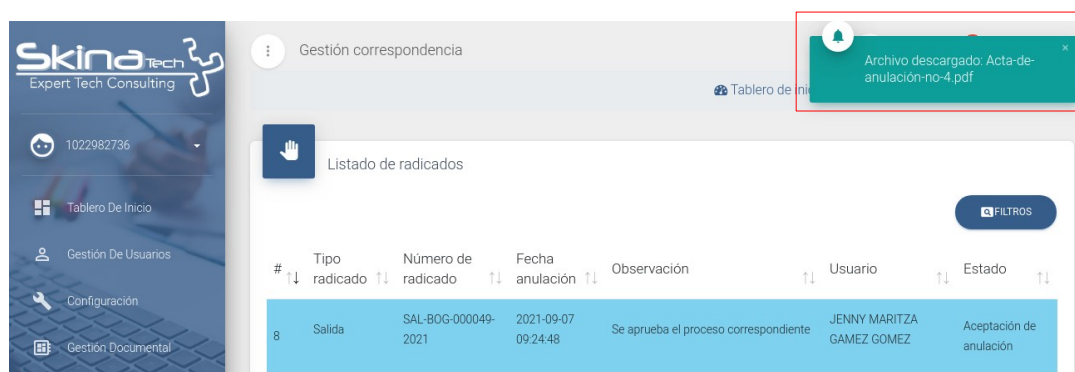 Skina Tech
Expert Tech Consulting
1022982736
Tablero De Inicio
Gestión De Usuarios
Configuración
Gestión Documental
Gestión correspondencia
Archivo descargado: Acta-de-
anulación-no-4.pdf
×
Tablero de
Listado de radicados
FILTROS
#
Tipo
radicado
Número de
radicado
Fecha
anulación
Observación
Usuario
Estado
8
Salida
SAL-BOG-000049-
2021
2021-09-07
09:24:48
Se aprueba el proceso correspondiente
JENNY MARITZA
GAMEZ GOMEZ
Aceptación de
anulación